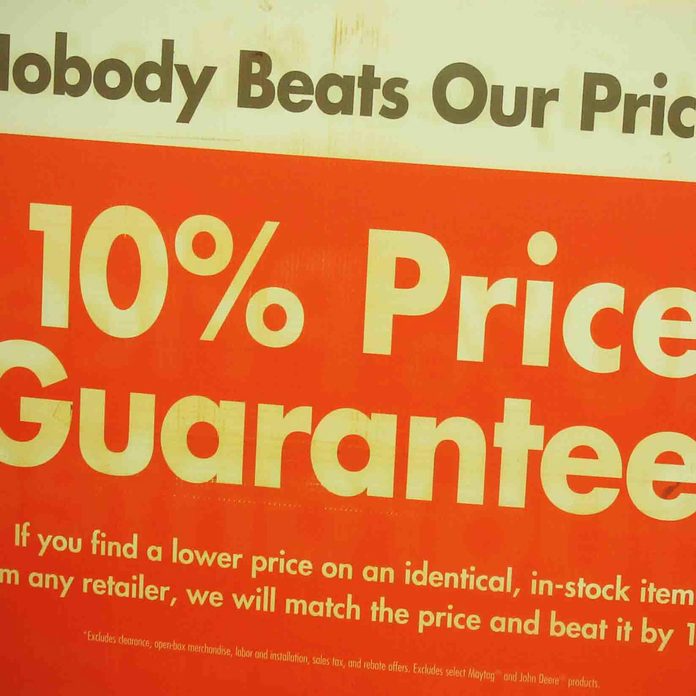 Nobody Beats Our Pric
10% Price
Guarantee
If you find a lower price on an identical, in-stock item
m any retailer, we will match the price and beat it by 1
*Excludes clearance, open-box merchandise, labor and installation, sales tax, and rebate offers. Excludes select Maytag® and John Deere® products.